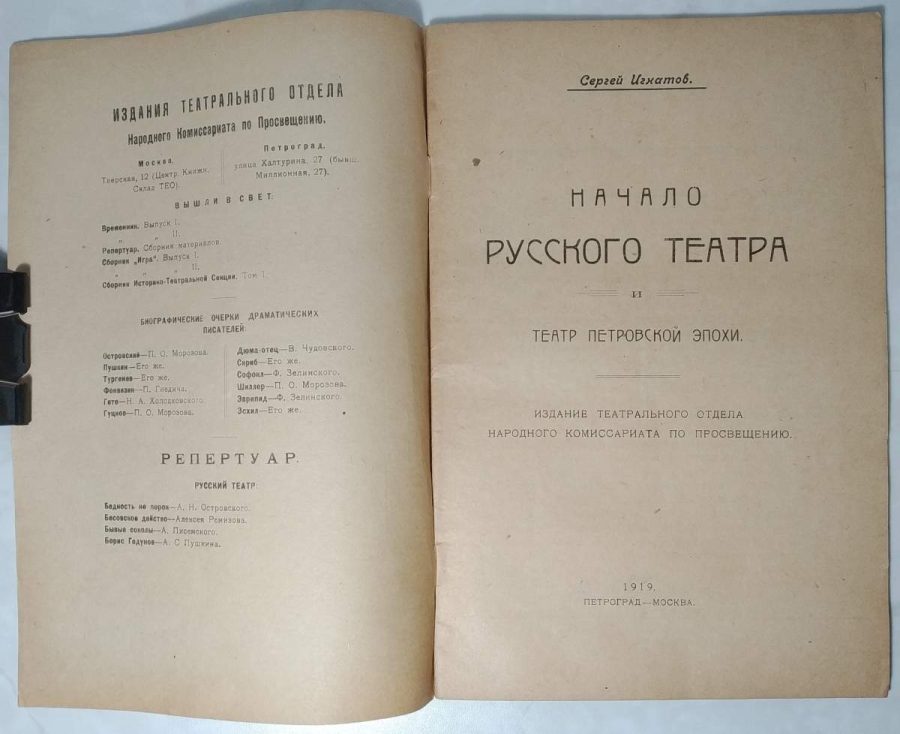 ИЗДАНИЯ ТЕАТРАЛЬНОГО ОТДЕЛА
Народного Комиссариата по Просвещению.
Москва.
Тверская, 12 (Центр. Книжн.
Склад ТЕО).
Петроград.
улица Халтурина, 27 (бывш.
Миллионная, 27).
ВЫШЛИ В СВЕТ:
Временник. Выпуск I.
„ „ II.
Репертуар. Сборник материалов.
Сборник „Игра“. Выпуск I.
„ „ „ II.
Сборник Историко-Театральной Секции. Том I.
БИОГРАФИЧЕСКИЕ ОЧЕРКИ ДРАМАТИЧЕСКИХ
ПИСАТЕЛЕЙ:
Островский—П. О. Морозова.
Пушкин—Его же.
Тургенев—Его же.
Фонвизин—П. Гнедича.
Гете—Н. А. Холодковского.
Гуцков—П. О. Морозова.
Дюма-отец—В. Чудовского.
Скриб—Его же.
Софокл—Ф. Зелинского.
Шиллер—П. О. Морозова.
Эврипид—Ф. Зелинского.
Эсхил—Его же.
РЕПЕРТУАР.
РУССКИЙ ТЕАТР:
Бедность не порок—А. Н. Островского.
Бесовское действо—Алексея Ремизова.
Бывые соколы—А. Писемского.
Борис Годунов—А. С Пушкина.
Сергей Игнатов.
НАЧАЛО
РУССКОГО ТЕАТРА
И
ТЕАТР ПЕТРОВСКОЙ ЭПОХИ.
ИЗДАНИЕ ТЕАТРАЛЬНОГО ОТДЕЛА
НАРОДНОГО КОМИССАРИАТА ПО ПРОСВЕЩЕНИЮ.
1919.
ПЕТРОГРАД—МОСКВА.